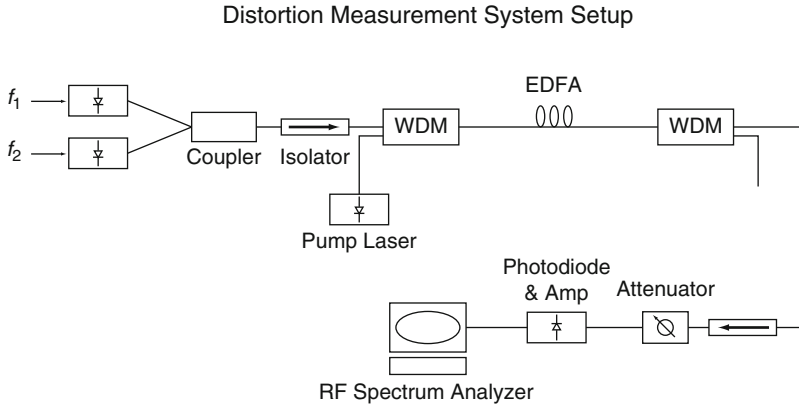 Distortion Measurement System Setup
f1
f2
Coupler
Isolator
WDM
EDFA
WDM
Pump Laser
Photodiode
& Amp
Attenuator
RF Spectrum Analyzer